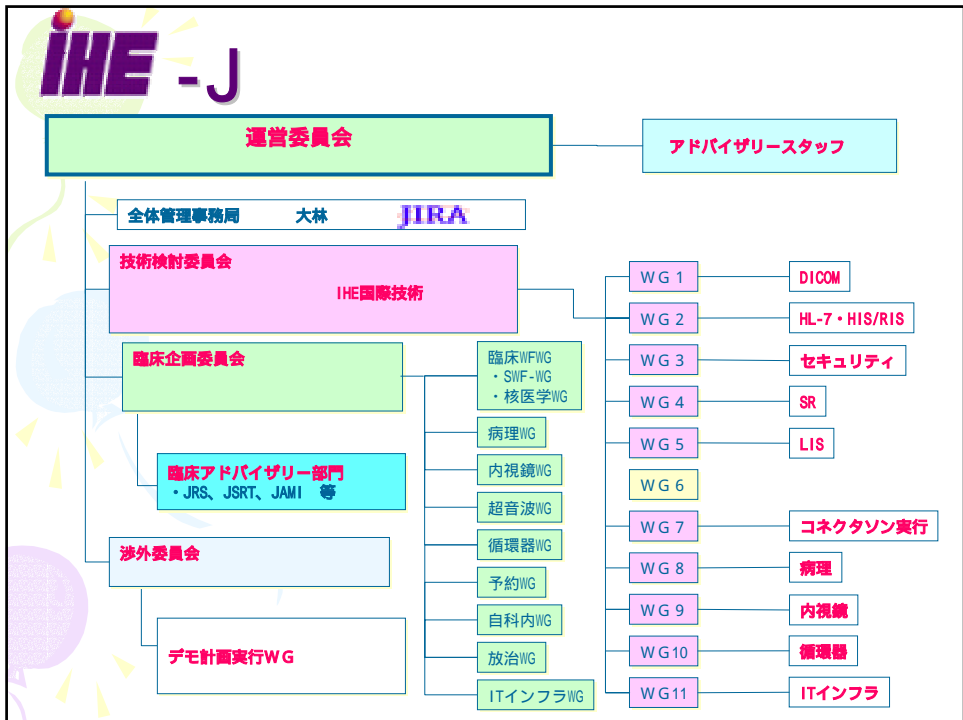 IHE -J
運営委員会
アドバイザリースタッフ
全体管理事務局 大林 JIRA
技術検討委員会
IHE国際技術
臨床企画委員会
臨床アドバイザリー部門
・JRS、JSRT、JAMI 等
渉外委員会
デモ計画実行WG
臨床WFWG
・SWF-WG
・核医学WG
病理WG
内視鏡WG
超音波WG
循環器WG
予約WG
自科内WG
放治WG
ITインフラWG
WG1 DICOM
WG2 HL-7・HIS/RIS
WG3 セキュリティ
WG4 SR
WG5 LIS
WG6
WG7 コネクタソン実行
WG8 病理
WG9 内視鏡
WG10 循環器
WG11 ITインフラ